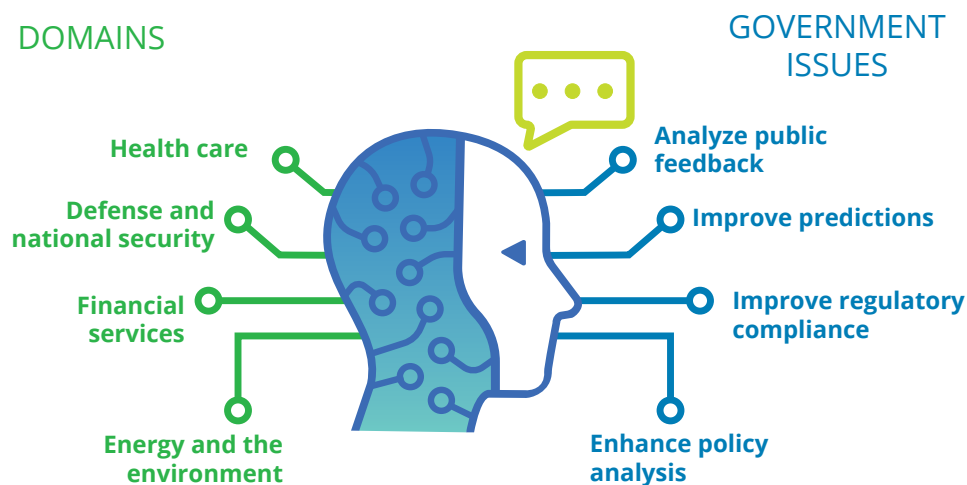 DOMAINS
Health care
Defense and
national security
Financial
services
Energy and the
environment
GOVERNMENT
ISSUES
Analyze public
feedback
Improve predictions
Improve regulatory
compliance
Enhance policy
analysis